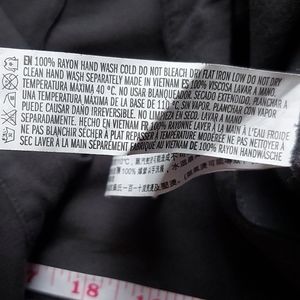 EN 100% RAYON HAND WASH COLD DO NOT BLEACH DRY FLAT IRON LOW DO NOT DRY
CLEAN HAND WASH SEPARATELY MADE IN VIETNAM ES 100% VISCOSA LAVAR A MANO.
TEMPERATURA MAXIMA 40 °C. NO USAR BLANQUEADOR. SECADO EXTENDIDO. PLANCHAR A
TEMPERATURA MÁXIMA DE LA BASE DE 110 °C SIN VAPOR. PLANCHAR CON VAPOR
PUEDE CAUSAR DAÑO IRREVERSIBLE. NO LIMPIEZA EN SECO. LAVAR A MANO
SEPARADAMENTE. HECHO EN VIETNAM FR 100% RAYONNE LAVER À LA MAIN À L'EAU FROIDE
NE PAS BLANCHIR SÉCHER À PLAT REPASSER À TEMPÉRATURE MODÉRÉE NE PAS NETTOYER À
SEC LAVER À LA MAIN SÉPARÉMENT FABRIQUÉ AU VIETNAM DE 100% RAYON HANDWÄSCHE
17 18